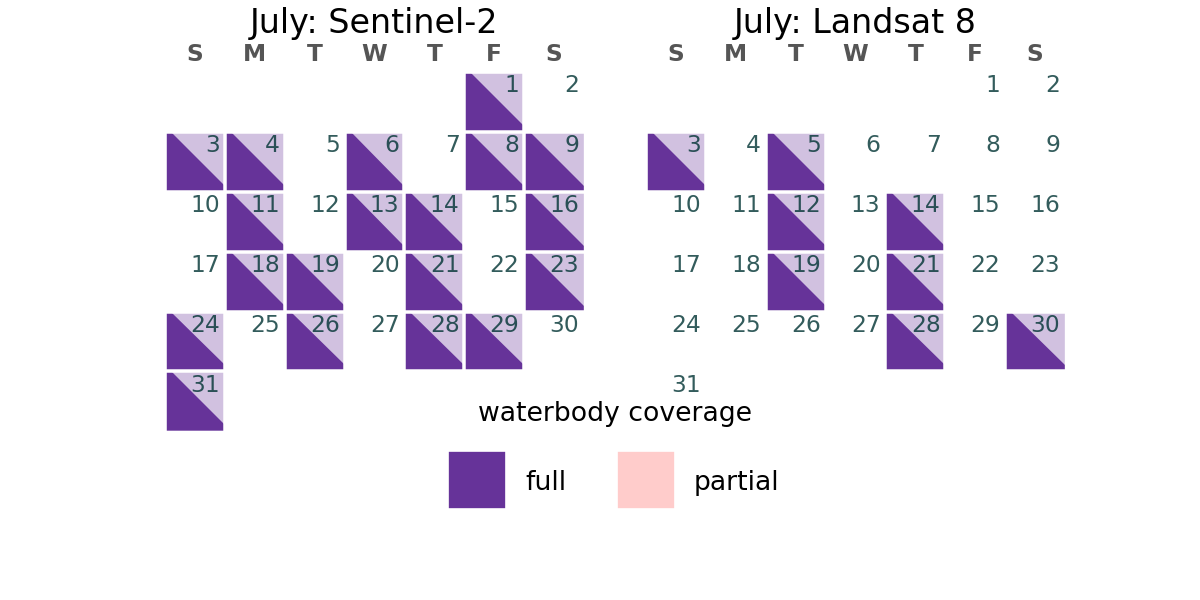 July: Sentinel-2
S M T W T F S
1 2
3 4 5 6 7 8 9
10 11 12 13 14 15 16
17 18 19 20 21 22 23
24 25 26 27 28 29 30
31
July: Landsat 8
S M T W T F S
1 2
3 4 5 6 7 8 9
10 11 12 13 14 15 16
17 18 19 20 21 22 23
24 25 26 27 28 29 30
31
waterbody coverage
full partial